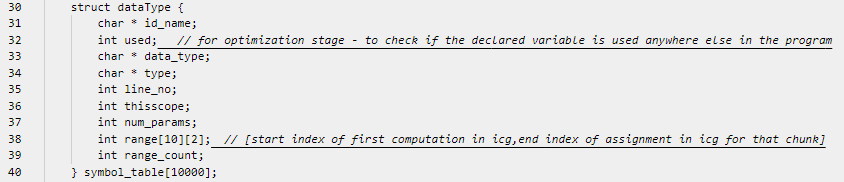 30 struct dataType {
31 char * id_name;
32 int used; // for optimization stage - to check if the declared variable is used anywhere else in the program
33 char * data_type;
34 char * type;
35 int line_no;
36 int thisscope;
37 int num_params;
38 int range[10][2]; // [start index of first computation in icg,end index of assignment in icg for that chunk]
39 int range_count;
40 } symbol_table[10000];